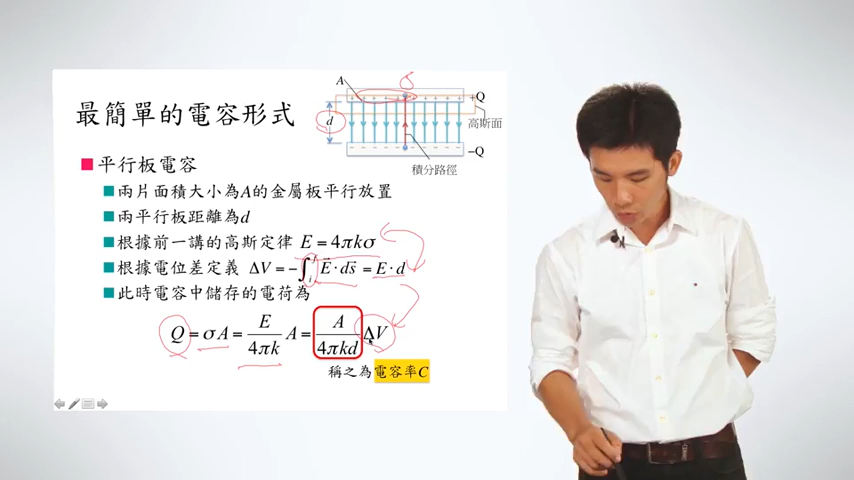 最簡單的電容形式
A
σ
+Q
d
高斯面
-Q
積分路徑
平行板電容
兩片面積大小為A的金屬板平行放置
兩平行板距離為d
根據前一講的高斯定律 E = 4πkσ
根據電位差定義 ΔV = -∫ᵢᶠ E⃗ · ds⃗ = E · d
此時電容中儲存的電荷為
Q = σA = E/4πk A = A/4πkd ΔV
稱之為電容率C